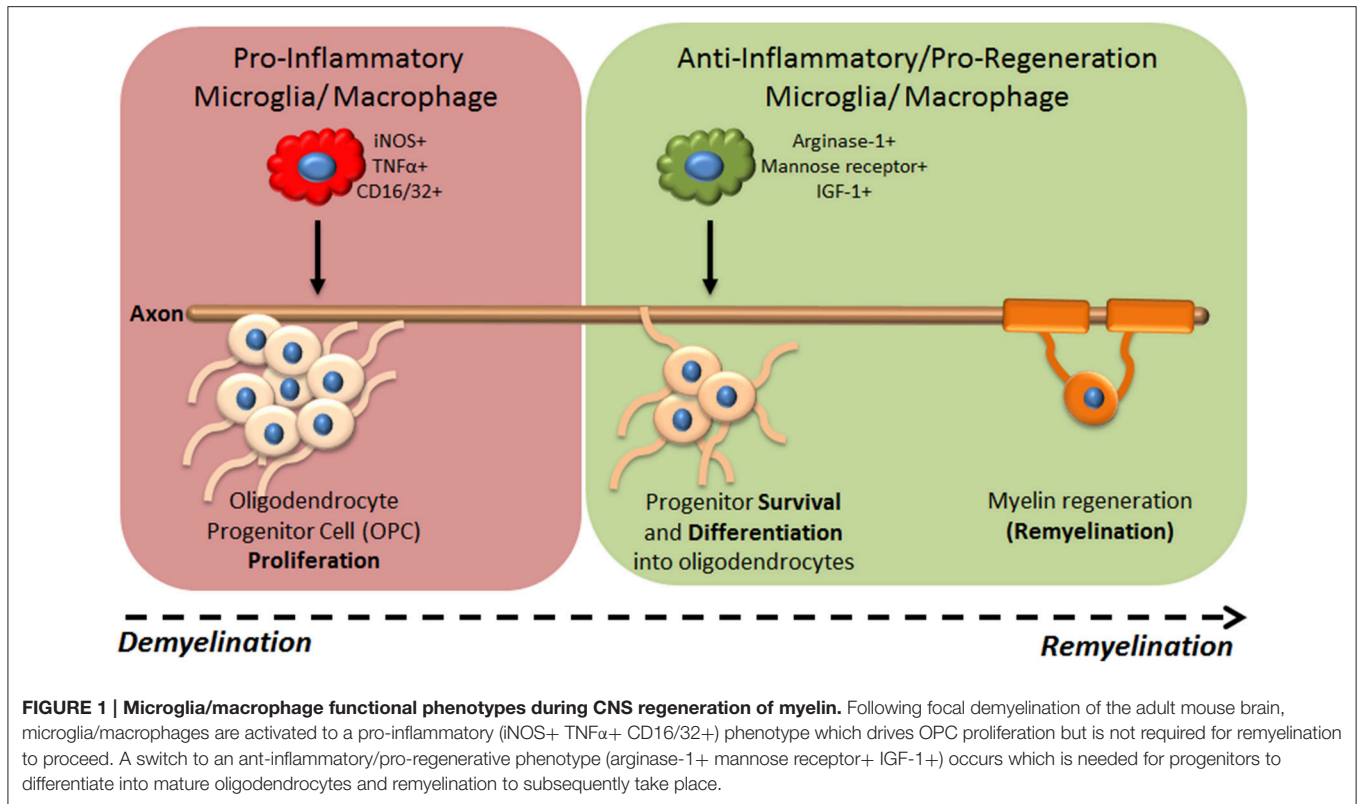 Pro-Inflammatory
Microglia/ Macrophage
iNOS+
TNFα+
CD16/32+
Anti-Inflammatory/Pro-Regeneration
Microglia/ Macrophage
Arginase-1+
Mannose receptor+
IGF-1+
Axon
Oligodendrocyte
Progenitor Cell (OPC)
Proliferation
Progenitor Survival
and Differentiation
into oligodendrocytes
Myelin regeneration
(Remyelination)
Demyelination
Remyelination
FIGURE 1 | Microglia/macrophage functional phenotypes during CNS regeneration of myelin. Following focal demyelination of the adult mouse brain,
microglia/macrophages are activated to a pro-inflammatory (iNOS+ TNFα+ CD16/32+) phenotype which drives OPC proliferation but is not required for remyelination
to proceed. A switch to an ant-inflammatory/pro-regenerative phenotype (arginase-1+ mannose receptor+ IGF-1+) occurs which is needed for progenitors to
differentiate into mature oligodendrocytes and remyelination to subsequently take place.